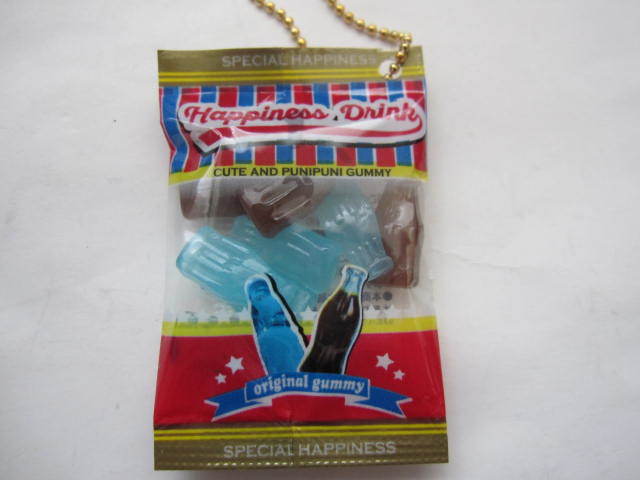 SPECIAL HAPPINESS
Happiness Drink
CUTE AND PUNIPUNI GUMMY
original gummy
SPECIAL HAPPINESS